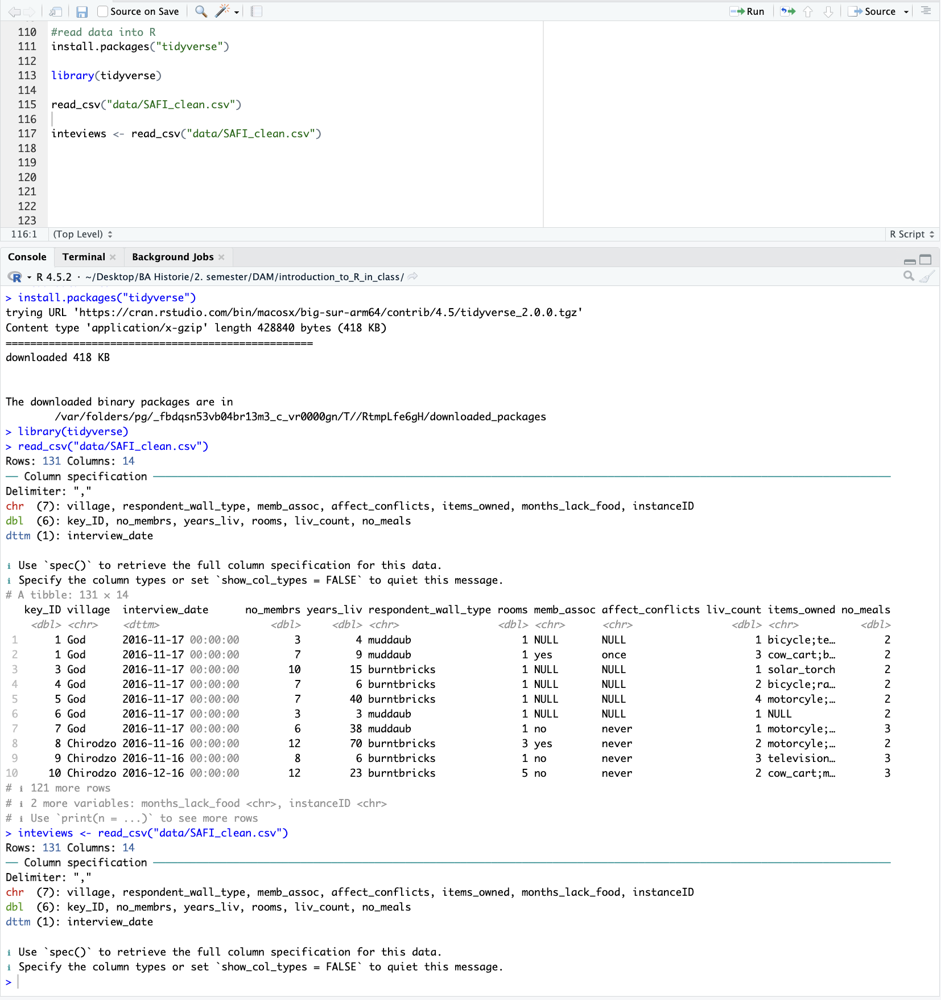 Source on Save
Run
Source
110 #read data into R
111 install.packages("tidyverse")
112
113 library(tidyverse)
114
115 read_csv("data/SAFI_clean.csv")
116
117 inteviews <- read_csv("data/SAFI_clean.csv")
118
119
120
121
122
123
116:1 (Top Level) R Script
Console Terminal Background Jobs
R 4.5.2 · ~/Desktop/BA Historie/2. semester/DAM/introduction_to_R_in_class/
> install.packages("tidyverse")
trying URL 'https://cran.rstudio.com/bin/macosx/big-sur-arm64/contrib/4.5/tidyverse_2.0.0.tgz'
Content type 'application/x-gzip' length 428840 bytes (418 KB)
==================================================
downloaded 418 KB
The downloaded binary packages are in
/var/folders/pg/_fbdqsn53vb04br13m3_c_vr0000gn/T//RtmpLfe6gH/downloaded_packages
> library(tidyverse)
> read_csv("data/SAFI_clean.csv")
Rows: 131 Columns: 14
── Column specification ──────────
Delimiter: ","
chr (7): village, respondent_wall_type, memb_assoc, affect_conflicts, items_owned, months_lack_food, instanceID
dbl (6): key_ID, no_membrs, years_liv, rooms, liv_count, no_meals
dttm (1): interview_date
ℹ Use `spec()` to retrieve the full column specification for this data.
ℹ Specify the column types or set `show_col_types = FALSE` to quiet this message.
# A tibble: 131 × 14
key_ID village interview_date no_membrs years_liv respondent_wall_type rooms memb_assoc affect_conflicts liv_count items_owned no_meals
<dbl> <chr> <dttm> <dbl> <dbl> <chr> <dbl> <chr> <chr> <dbl> <chr> <dbl>
1 1 God 2016-11-17 00:00:00 3 4 muddaub 1 NULL NULL 1 bicycle;te… 2
2 1 God 2016-11-17 00:00:00 7 9 muddaub 1 yes once 3 cow_cart;b… 2
3 3 God 2016-11-17 00:00:00 10 15 burntbricks 1 NULL NULL 1 solar_torch 2
4 4 God 2016-11-17 00:00:00 7 6 burntbricks 1 NULL NULL 2 bicycle;ra… 2
5 5 God 2016-11-17 00:00:00 7 40 burntbricks 1 NULL NULL 4 motorcyle;… 2
6 6 God 2016-11-17 00:00:00 3 3 muddaub 1 NULL NULL 1 NULL 2
7 7 God 2016-11-17 00:00:00 6 38 muddaub 1 no never 1 motorcyle;… 3
8 8 Chirodzo 2016-11-16 00:00:00 12 70 burntbricks 3 yes never 2 motorcyle;… 2
9 9 Chirodzo 2016-11-16 00:00:00 8 6 burntbricks 1 no never 3 television… 3
10 10 Chirodzo 2016-12-16 00:00:00 12 23 burntbricks 5 no never 2 cow_cart;m… 3
# ℹ 121 more rows
# ℹ 2 more variables: months_lack_food <chr>, instanceID <chr>
# ℹ Use `print(n = ...)` to see more rows
> inteviews <- read_csv("data/SAFI_clean.csv")
Rows: 131 Columns: 14
── Column specification ──────────
Delimiter: ","
chr (7): village, respondent_wall_type, memb_assoc, affect_conflicts, items_owned, months_lack_food, instanceID
dbl (6): key_ID, no_membrs, years_liv, rooms, liv_count, no_meals
dttm (1): interview_date
ℹ Use `spec()` to retrieve the full column specification for this data.
ℹ Specify the column types or set `show_col_types = FALSE` to quiet this message.
>